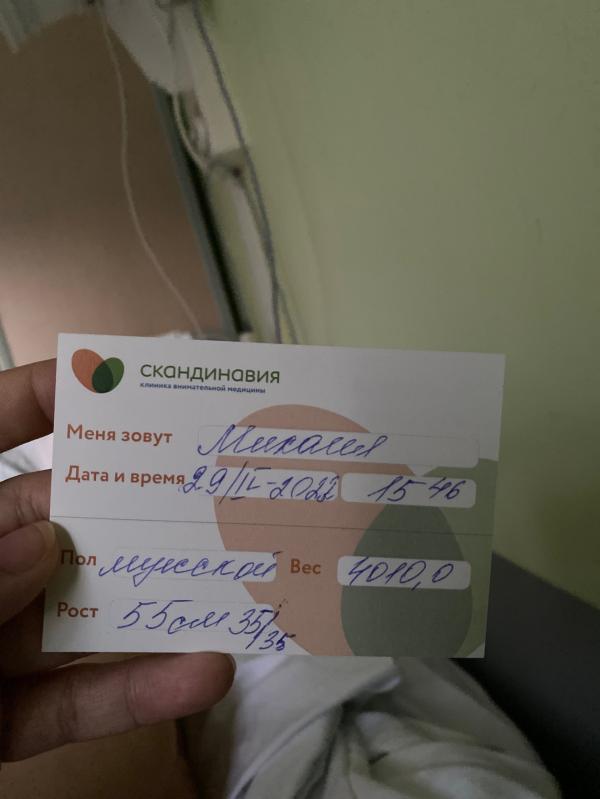 СКАНДИНАВИЯ
клиника внимательной медицины
Меня зовут Михаил
Дата и время 29/IV-2022 15 46
Пол мужской Вес 4010,0
Рост 55см 35/35